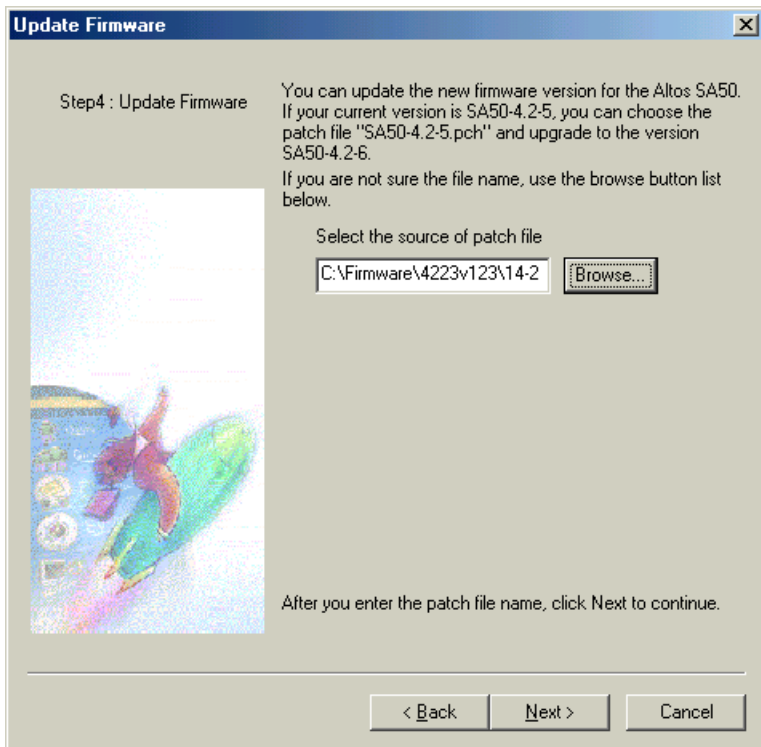 Update Firmware
Step4 : Update Firmware
You can update the new firmware version for the Altos SA50.
If your current version is SA50-4.2-5, you can choose the
patch file "SA50-4.2-5.pch" and upgrade to the version
SA50-4.2-6.
If you are not sure the file name, use the browse button list
below.
Select the source of patch file
C:\Firmware\4223v123\14-2
Browse...
After you enter the patch file name, click Next to continue.
< Back
Next >
Cancel